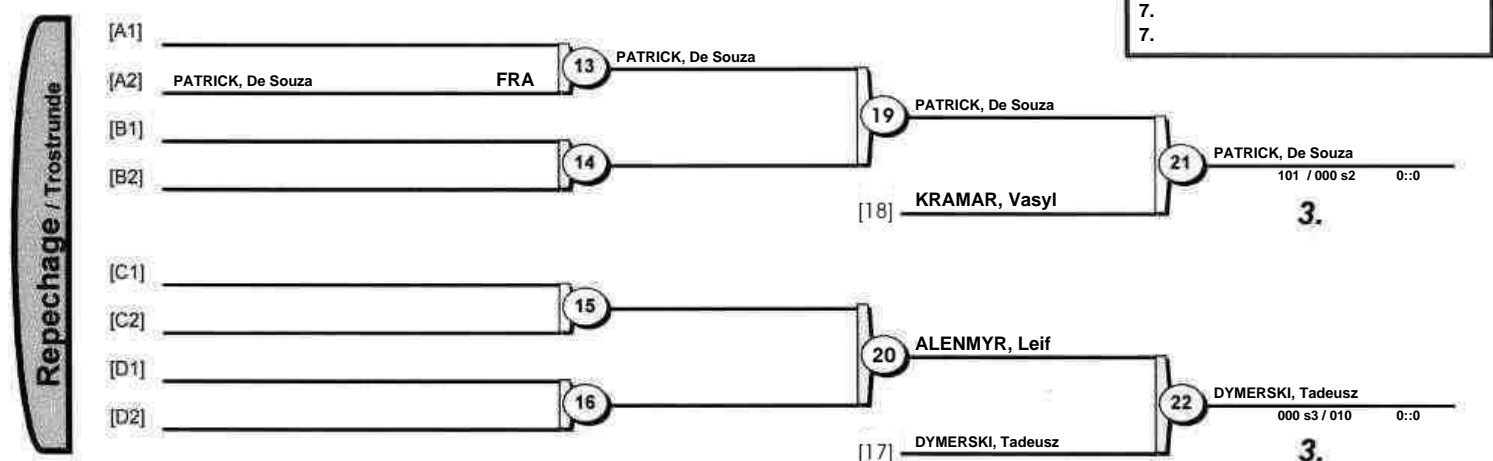 7.
7.
Repechage / Trostrunde
[A1]
[A2] PATRICK, De Souza FRA
13 PATRICK, De Souza
[B1]
19 PATRICK, De Souza
14
[B2]
21 PATRICK, De Souza
101 / 000 s2 0::0
[18] KRAMAR, Vasyl
3.
[C1]
15
[C2]
20 ALENMYR, Leif
[D1]
16
[D2]
22 DYMERSKI, Tadeusz
000 s3 / 010 0::0
[17] DYMERSKI, Tadeusz
3.